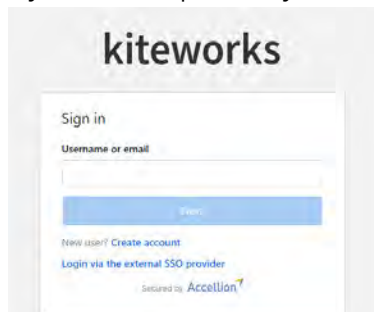 kiteworks
Sign in
Username or email
New user? Create account
Login via the external SSO provider
Secured by Accellion